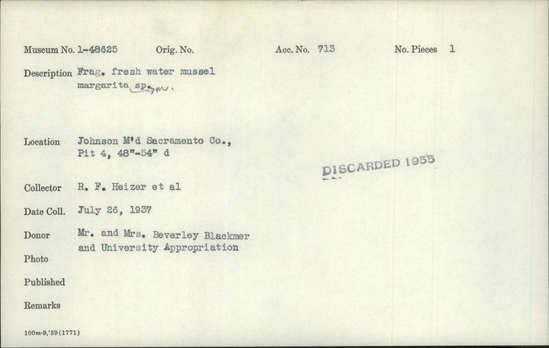 Museum No. 1-48625 Orig. No. Acc. No. 713 No. Pieces 1
Description Frag. fresh water mussel
margarita sp.
Location Johnson M'd Sacramento Co.,
Pit 4, 48"-54" d
DISCARDED 1955
Collector R. F. Heizer et al
Date Coll. July 26, 1937
Donor Mr. and Mrs. Beverley Blackmer
and University Appropriation
Photo
Published
Remarks
100m-9,'39(1771)